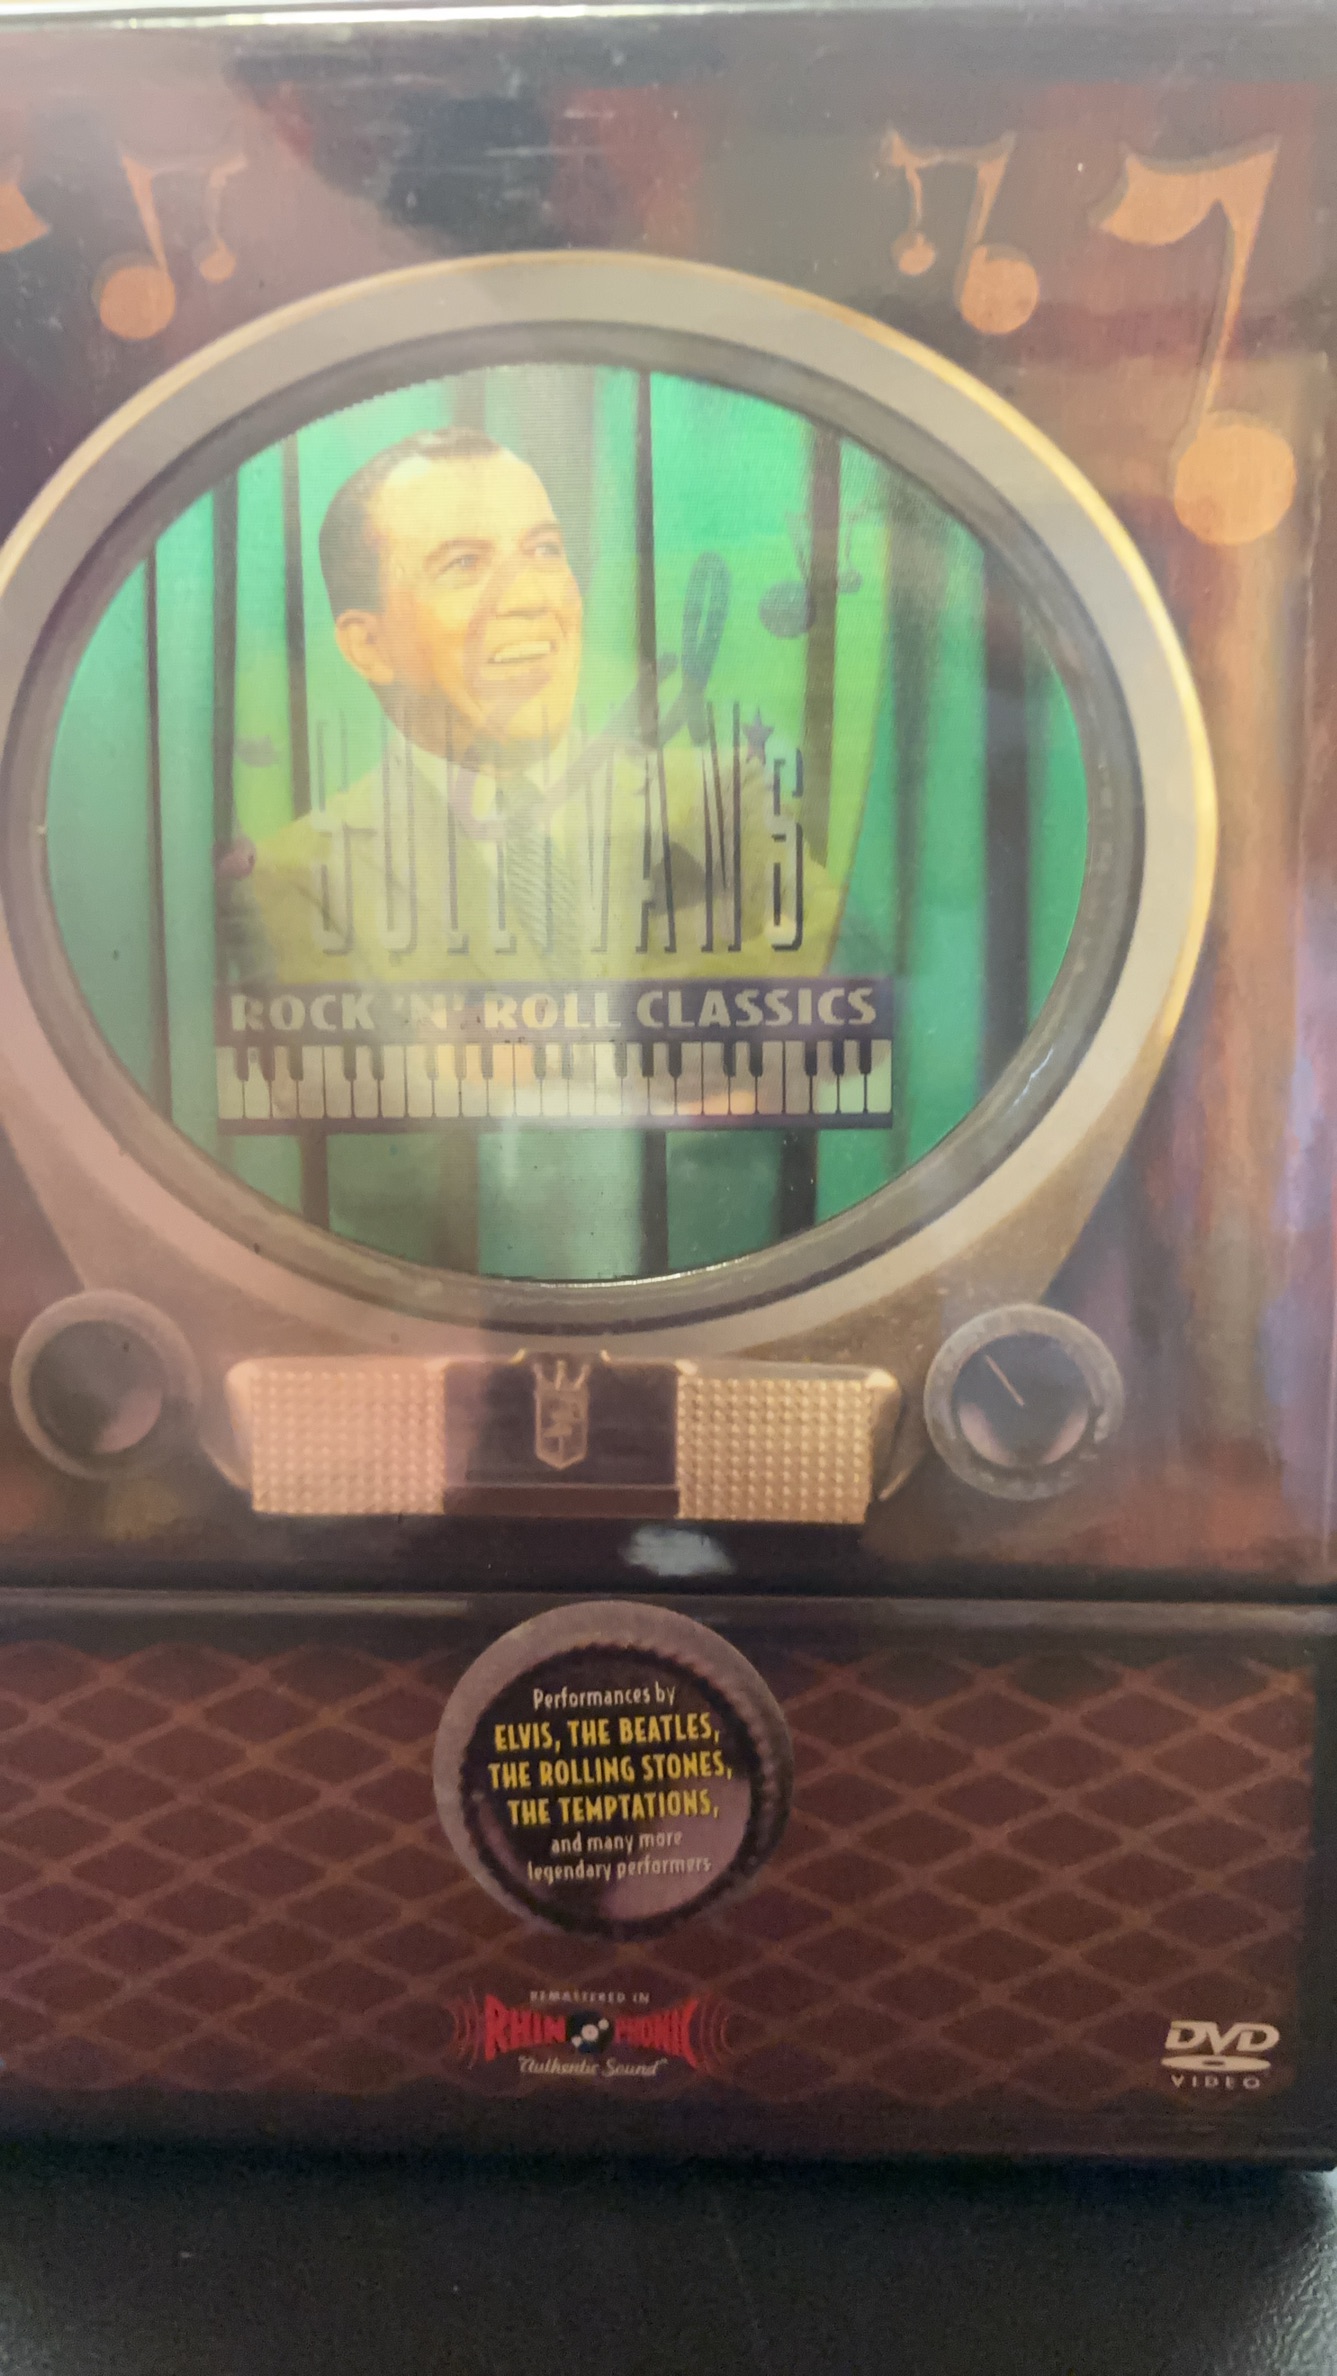 Ed
SULLIVAN'S
ROCK 'N' ROLL CLASSICS
Performances by
ELVIS, THE BEATLES,
THE ROLLING STONES,
THE TEMPTATIONS,
and many more
legendary performers
REMASTERED IN
RHINOPHONIC
"Authentic Sound"
DVD
VIDEO